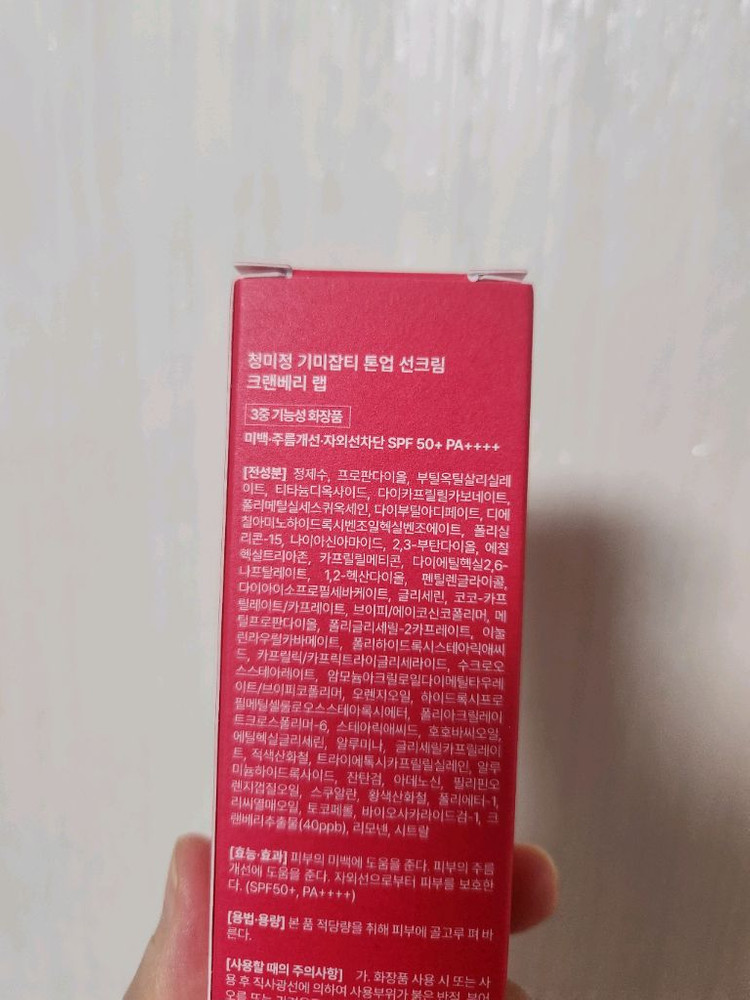 청미정 기미잡티 톤업 선크림
크랜베리 랩
3중 기능성 화장품
미백·주름개선·자외선차단 SPF 50+ PA++++
[전성분] 정제수, 프로판다이올, 부틸옥틸살리실레
이트, 티타늄디옥사이드, 다이카프릴릴카보네이트,
폴리메틸실세스퀴옥세인, 다이부틸아디페이트, 디에
칠아미노하이드록시벤조일헥실벤조에이트, 폴리실
리콘-15, 나이아신아마이드, 2,3-부탄다이올, 에칠
헥실트리아존, 카프릴릴메티콘, 다이에틸헥실2,6-
나프탈레이트, 1,2-헥산다이올, 펜틸렌글라이콜,
다이아이소프로필세바케이트, 글리세린, 코코-카프
릴레이트/카프레이트, 브이피/에이코신코폴리머, 메
틸프로판다이올, 폴리글리세릴-2카프레이트, 이눌
린라우릴카바메이트, 폴리하이드록시스테아릭애씨
드, 카프릴릭/카프릭트라이글리세라이드, 수크로오
스스테아레이트, 암모늄아크릴로일다이메틸타우레
이트/브이피코폴리머, 오렌지오일, 하이드록시프로
필메틸셀룰로오스스테아록시에터, 폴리아크릴레이
트크로스폴리머-6, 스테아릭애씨드, 호호바씨오일,
에틸헥실글리세린, 알루미나, 글리세릴카프릴레이
트, 적색산화철, 트라이에톡시카프릴릴실레인, 알루
미늄하이드록사이드, 잔탄검, 아데노신, 필리핀오
렌지껍질오일, 스쿠알란, 황색산화철, 폴리에터-1,
리씨열매오일, 토코페롤, 바이오사카라이드검-1, 크
랜베리추출물(40ppb), 리모넨, 시트랄
[효능·효과] 피부의 미백에 도움을 준다. 피부의 주름
개선에 도움을 준다. 자외선으로부터 피부를 보호한
다. (SPF50+, PA++++)
[용법·용량] 본 품 적당량을 취해 피부에 골고루 펴 바
른다.
[사용할 때의 주의사항] 가. 화장품 사용 시 또는 사
용 후 직사광선에 의하여 사용부위가 붉은 반점, 부어
오름 또는